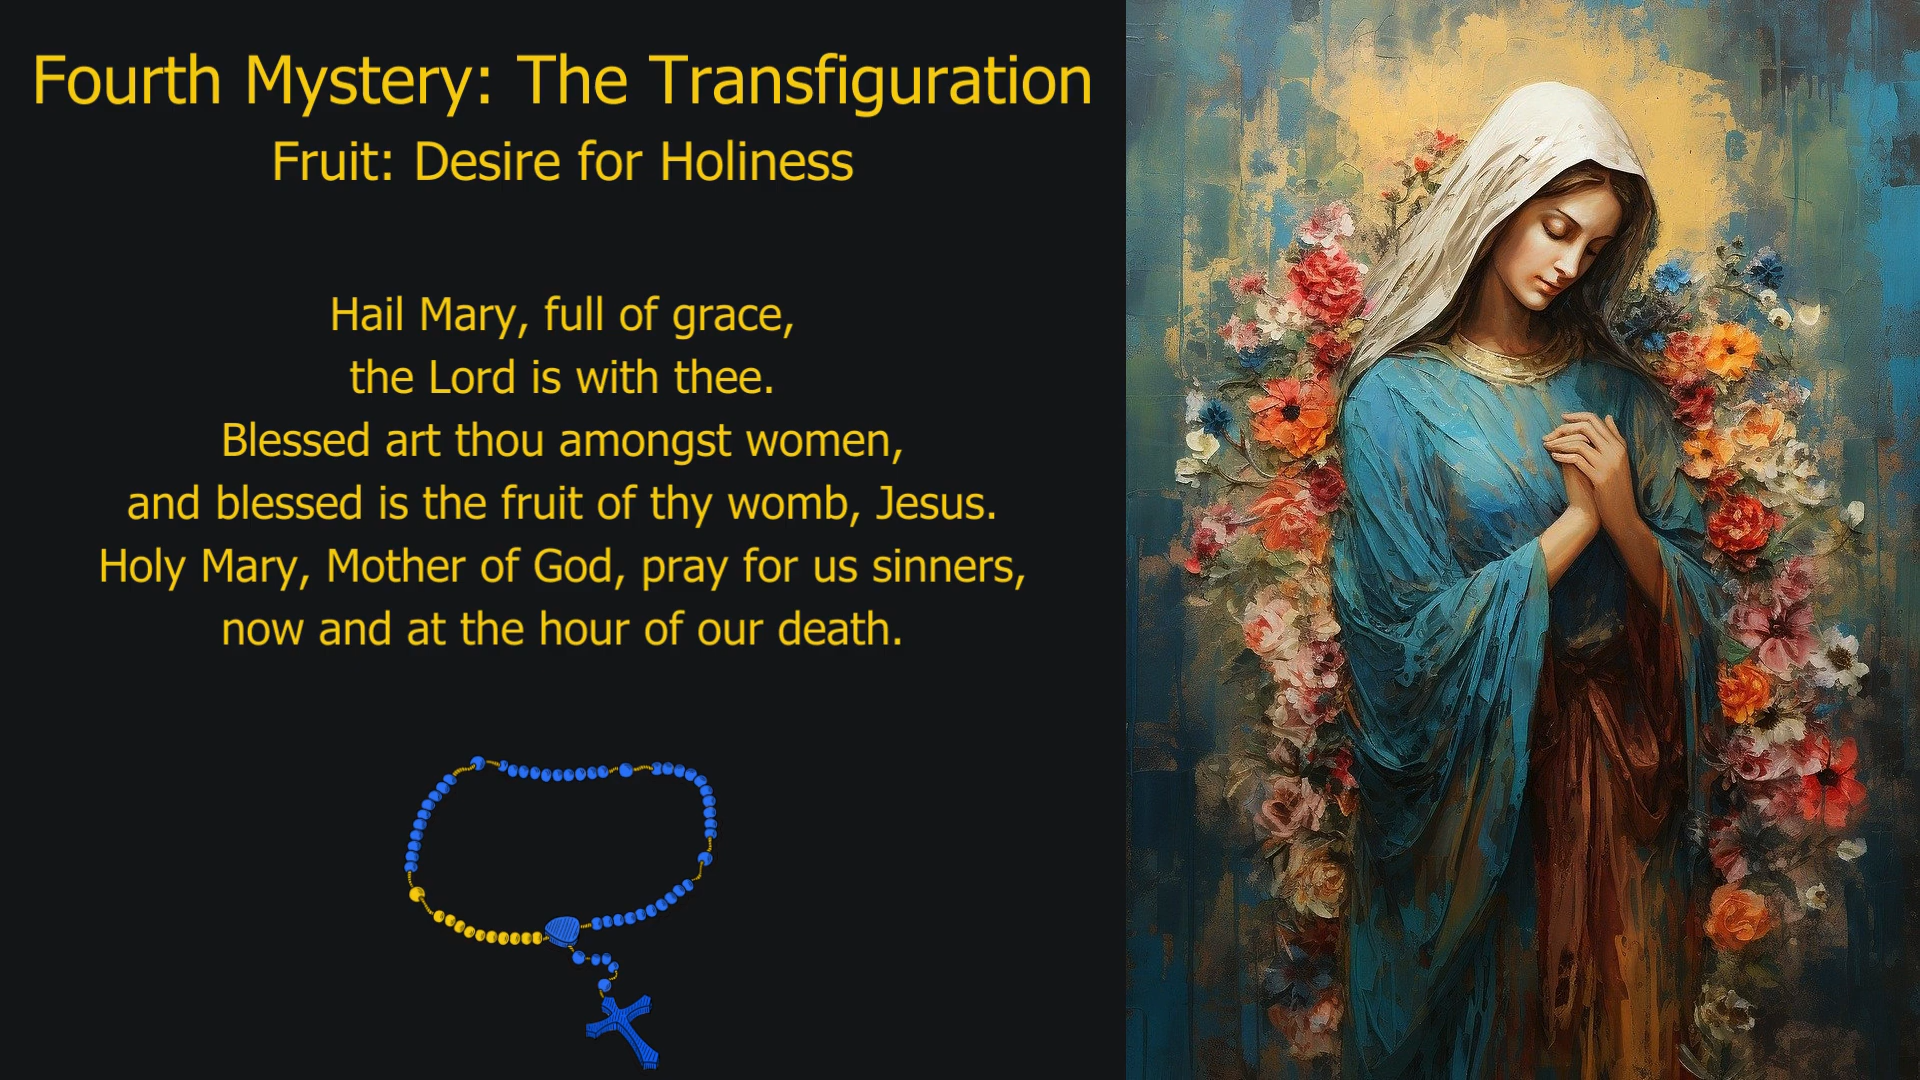 Fourth Mystery: The Transfiguration
Fruit: Desire for Holiness
Hail Mary, full of grace,
the Lord is with thee.
Blessed art thou amongst women,
and blessed is the fruit of thy womb, Jesus.
Holy Mary, Mother of God, pray for us sinners,
now and at the hour of our death.